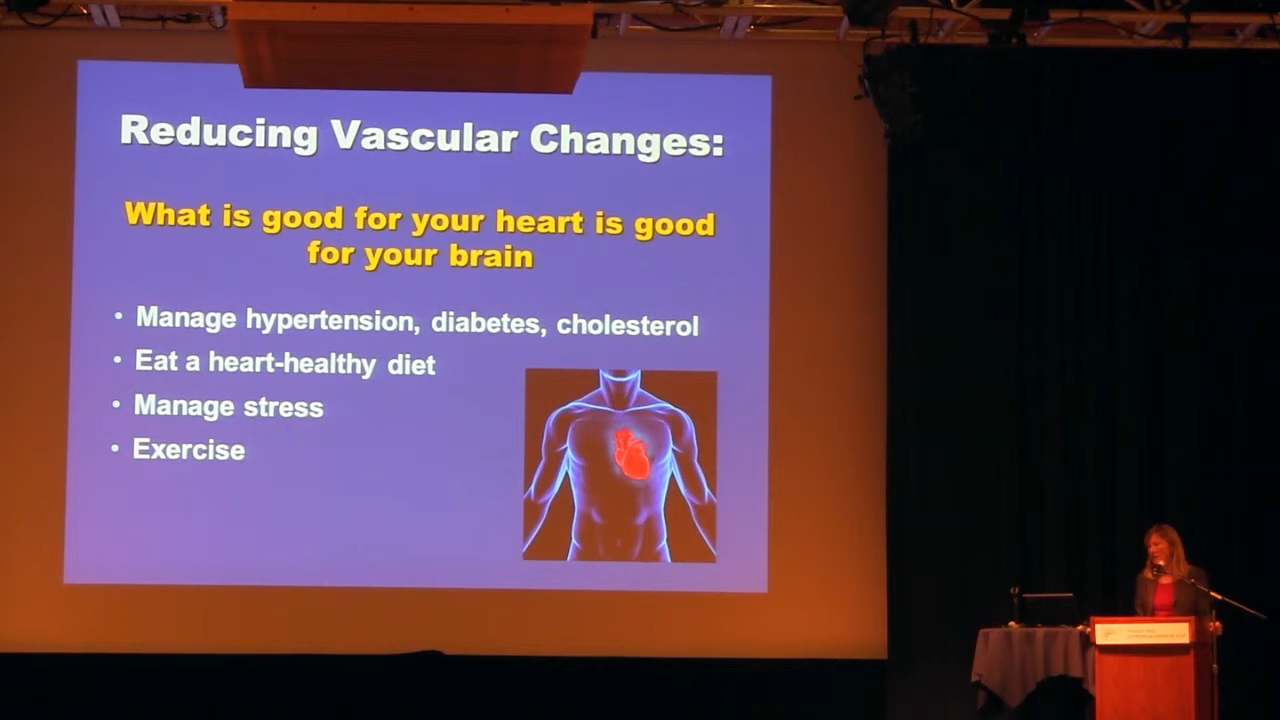 Reducing Vascular Changes:
What is good for your heart is good
for your brain
• Manage hypertension, diabetes, cholesterol
• Eat a heart-healthy diet
• Manage stress
• Exercise